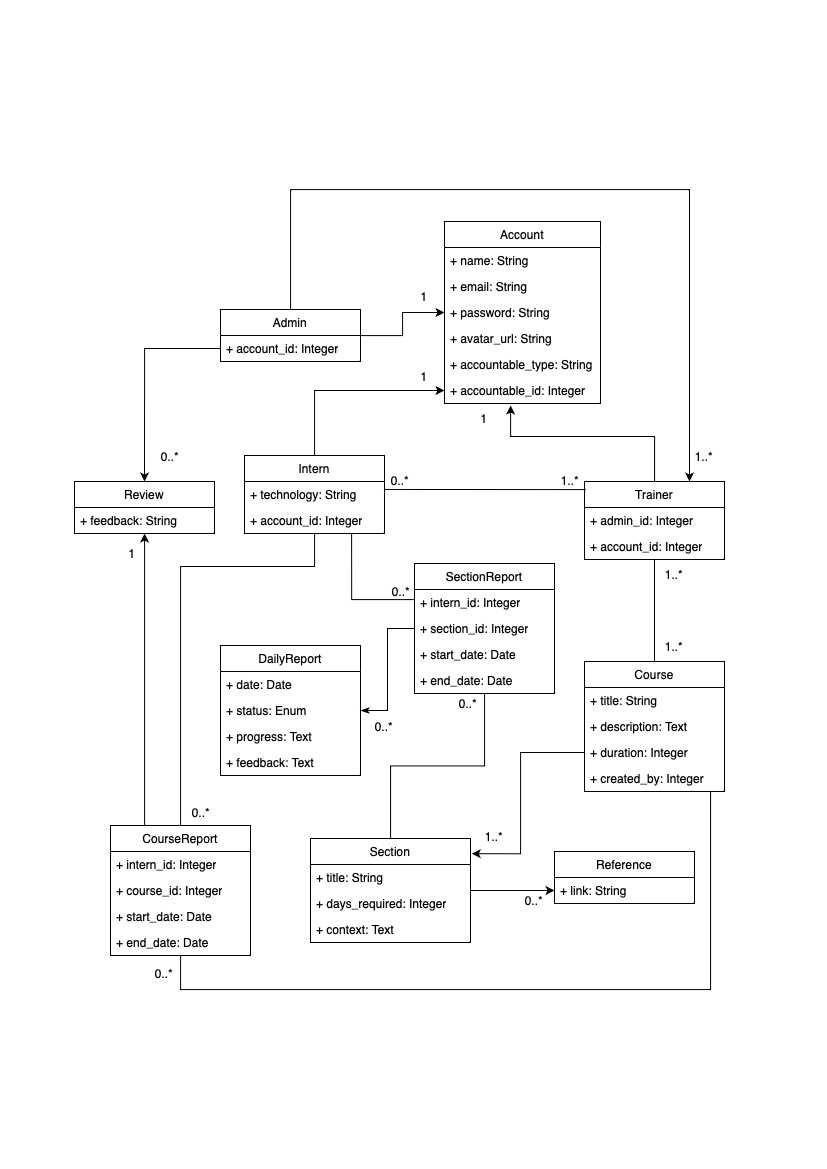 Account
+ name: String
+ email: String
+ password: String
+ avatar_url: String
+ accountable_type: String
+ accountable_id: Integer
1
Admin
+ account_id: Integer
1
1
0..*
1..*
Review
+ feedback: String
1
Intern
+ technology: String
+ account_id: Integer
0..*
1..*
Trainer
+ admin_id: Integer
+ account_id: Integer
1..*
SectionReport
+ intern_id: Integer
+ section_id: Integer
+ start_date: Date
+ end_date: Date
0..*
0..*
DailyReport
+ date: Date
+ status: Enum
+ progress: Text
+ feedback: Text
0..*
1..*
Course
+ title: String
+ description: Text
+ duration: Integer
+ created_by: Integer
0..*
CourseReport
+ intern_id: Integer
+ course_id: Integer
+ start_date: Date
+ end_date: Date
0..*
1..*
Section
+ title: String
+ days_required: Integer
+ context: Text
0..*
Reference
+ link: String